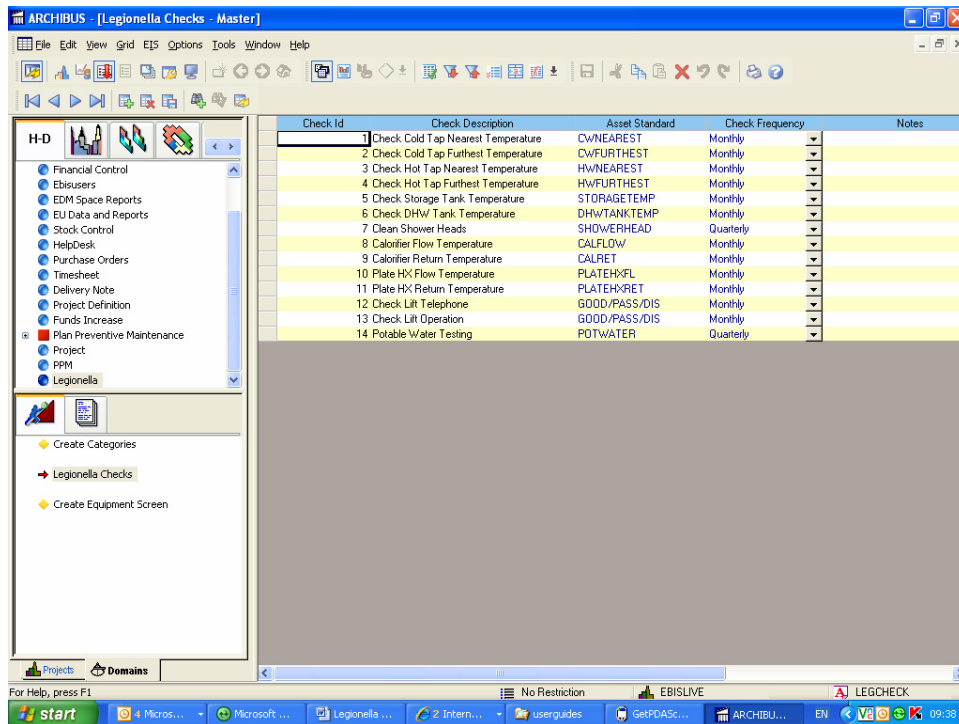 ARCHIBUS - [Legionella Checks - Master]
File Edit View Grid EIS Options Tools Window Help
H-D
Financial Control
Ebisusers
EDM Space Reports
EU Data and Reports
Stock Control
HelpDesk
Purchase Orders
Timesheet
Delivery Note
Project Definition
Funds Increase
Plan Preventive Maintenance
Project
PPM
Legionella
Create Categories
Legionella Checks
Create Equipment Screen
Projects Domains
Check Id Check Description Asset Standard Check Frequency Notes
1 Check Cold Tap Nearest Temperature CWNEAREST Monthly
2 Check Cold Tap Furthest Temperature CWFURTHEST Monthly
3 Check Hot Tap Nearest Temperature HWNEAREST Monthly
4 Check Hot Tap Furthest Temperature HWFURTHEST Monthly
5 Check Storage Tank Temperature STORAGETEMP Monthly
6 Check DHW Tank Temperature DHWTANKTEMP Monthly
7 Clean Shower Heads SHOWERHEAD Quarterly
8 Calorifier Flow Temperature CALFLOW Monthly
9 Calorifier Return Temperature CALRET Monthly
10 Plate HX Flow Temperature PLATEHXFL Monthly
11 Plate HX Return Temperature PLATEHXRET Monthly
12 Check Lift Telephone GOOD/PASS/DIS Monthly
13 Check Lift Operation GOOD/PASS/DIS Monthly
14 Potable Water Testing POTWATER Quarterly
For Help, press F1 No Restriction EBISLIVE LEGCHECK
start 4 Micros... Microsoft ... Legionella ... 2 Intern... userguides GetPDASc... ARCHIBU... EN 09:38